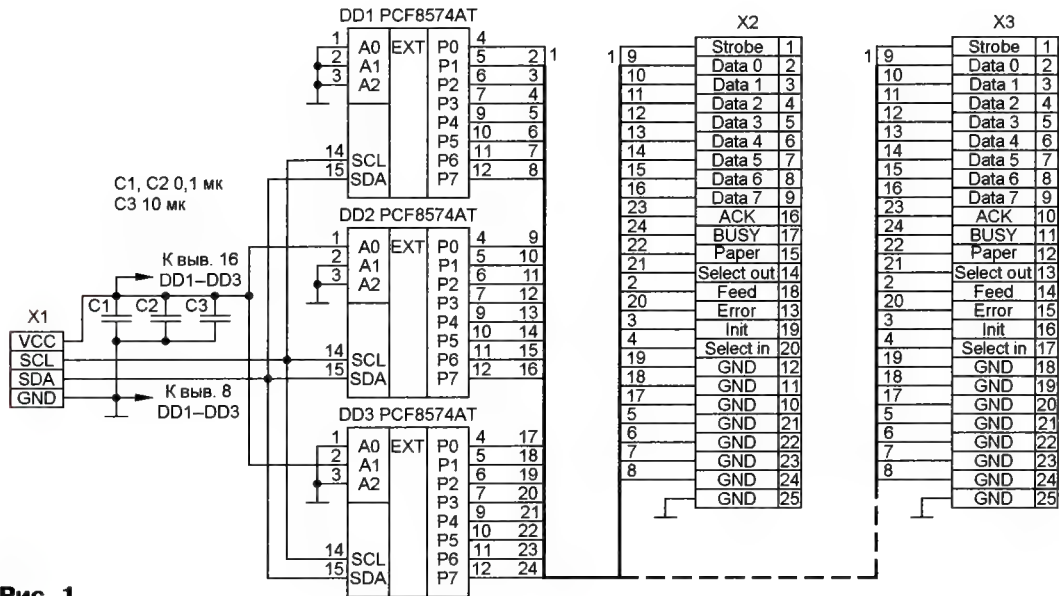 DD1 PCF8574AT
1 A0 EXT P0 4 1
2 A1 P1 5 2
3 A2 P2 6 3
P3 7 4
P4 9 5
P5 10 6
14 SCL P6 11 7
15 SDA P7 12 8
DD2 PCF8574AT
1 A0 EXT P0 4 9
2 A1 P1 5 10
3 A2 P2 6 11
P3 7 12
P4 9 13
P5 10 14
14 SCL P6 11 15
15 SDA P7 12 16
DD3 PCF8574AT
1 A0 EXT P0 4 17
2 A1 P1 5 18
3 A2 P2 6 19
P3 7 20
P4 9 21
P5 10 22
14 SCL P6 11 23
15 SDA P7 12 24
C1, C2 0,1 мк
C3 10 мк
К выв. 16
DD1–DD3
C1 C2 C3
X1
VCC
SCL
SDA
GND
К выв. 8
DD1–DD3
X2
1 Strobe 1
9 Data 0 2
10 Data 1 3
11 Data 2 4
12 Data 3 5
13 Data 4 6
14 Data 5 7
15 Data 6 8
16 Data 7 9
23 ACK 16
24 BUSY 17
22 Paper 15
21 Select out 14
2 Feed 18
20 Error 13
3 Init 19
4 Select in 20
19 GND 12
18 GND 11
17 GND 10
5 GND 21
6 GND 22
7 GND 23
8 GND 24
GND 25
X3
1 Strobe 1
9 Data 0 2
10 Data 1 3
11 Data 2 4
12 Data 3 5
13 Data 4 6
14 Data 5 7
15 Data 6 8
16 Data 7 9
23 ACK 10
24 BUSY 11
22 Paper 12
21 Select out 13
2 Feed 14
20 Error 15
3 Init 16
4 Select in 17
19 GND 18
18 GND 19
17 GND 20
5 GND 21
6 GND 22
7 GND 23
8 GND 24
GND 25
Рис. 1